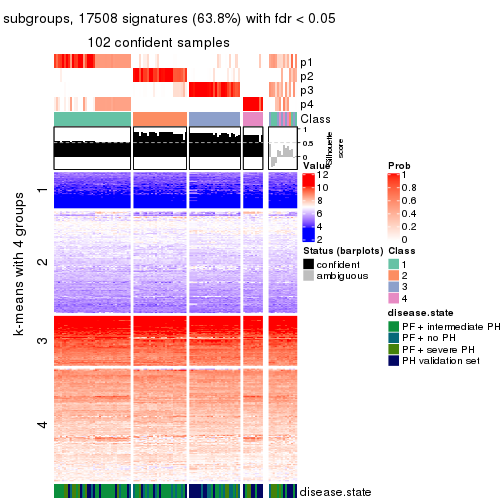 subgroups, 17508 signatures (63.8%) with fdr < 0.05
102 confident samples
p1
p2
p3
p4
Class
1
0.5
0
Silhouette
score
k-means with 4 groups
1
2
3
4
Value
12
10
8
6
4
2
Prob
1
0.8
0.6
0.4
0.2
0
Status (barplots)
confident
ambiguous
Class
1
2
3
4
disease.state
PF + intermediate PH
PF + no PH
PF + severe PH
PH validation set
disease.state